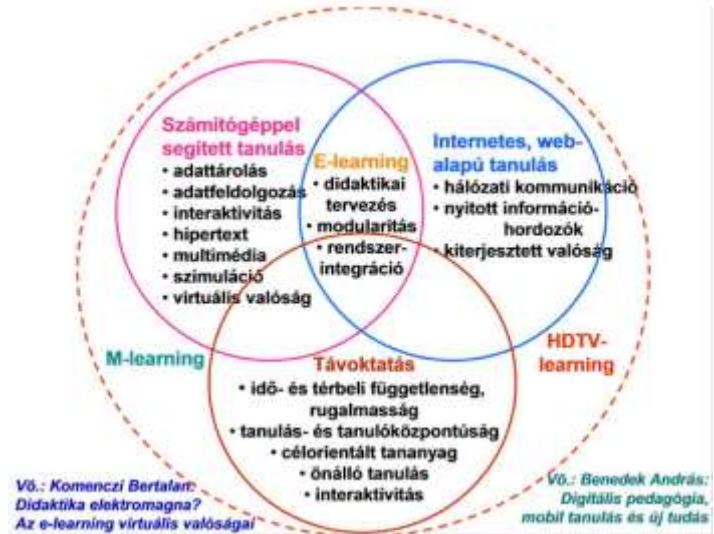 Számítógéppel
segített tanulás
• adattárolás
• adatfeldolgozás
• interaktivitás
• hipertext
• multimédia
• szimuláció
• virtuális valóság
E-learning
• didaktikai
tervezés
• modularitás
• rendszer-
integráció
Internetes, web-
alapú tanulás
• hálózati kommunikáció
• nyitott információ-
hordozók
• kiterjesztett valóság
M-learning
HDTV-
learning
Távoktatás
• idő- és térbeli függetlenség,
rugalmasság
• tanulás- és tanulóközpontúság
• célorientált tananyag
• önálló tanulás
• interaktivitás
Vö.: Komenczi Bertalan:
Didaktika elektromagna?
Az e-learning virtuális valóságai
Vö.: Benedek András:
Digitális pedagógia,
mobil tanulás és új tudás